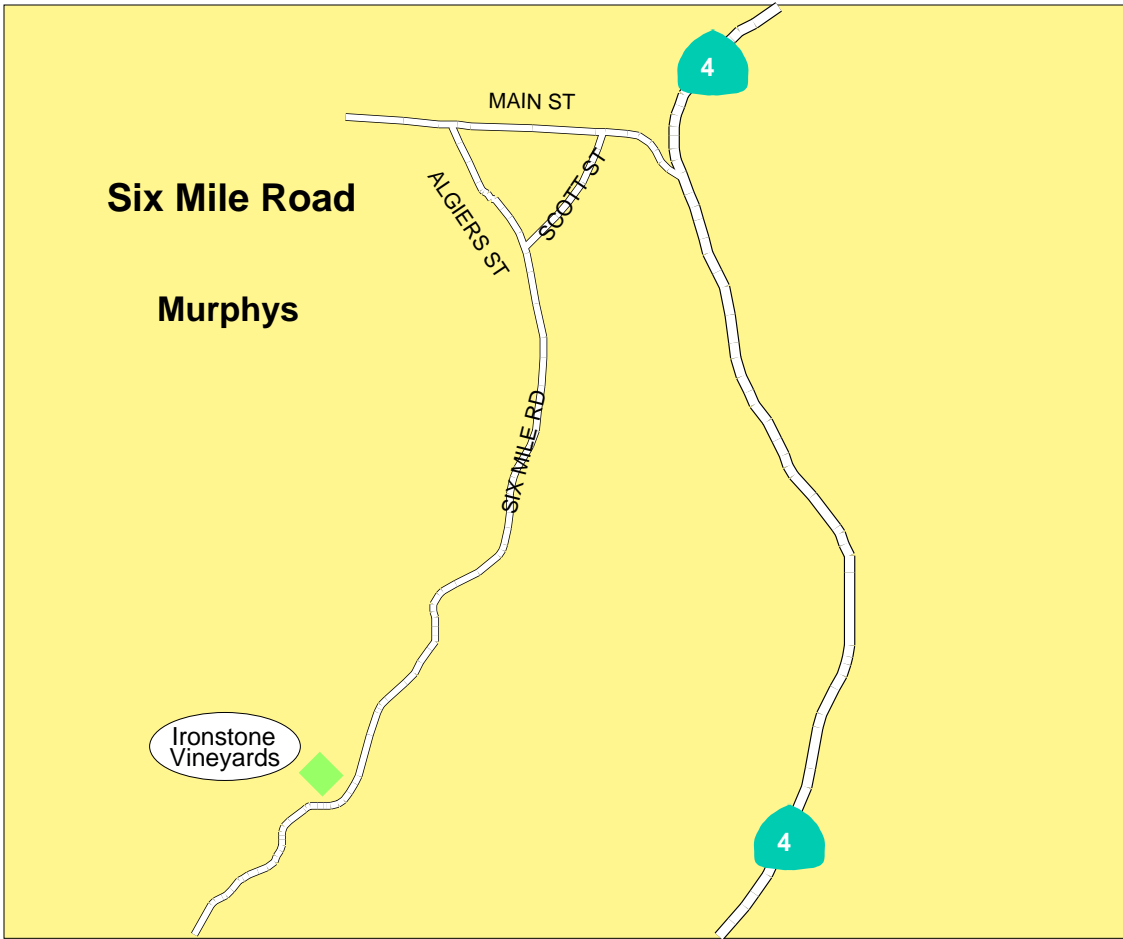 4
MAIN ST
SCOTT ST
ALGIERS ST
Six Mile Road
Murphys
SIX MILE RD
Ironstone
Vineyards
4